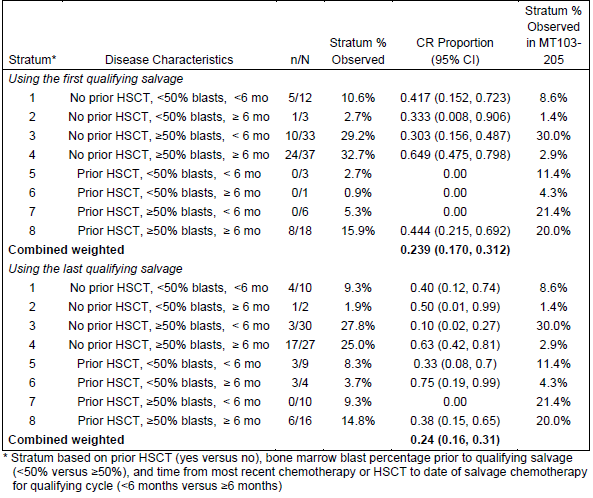 Stratum* Disease Characteristics n/N Stratum % Observed CR Proportion (95% CI) Stratum % Observed in MT103-205
Using the first qualifying salvage
1 No prior HSCT, <50% blasts, <6 mo 5/12 10.6% 0.417 (0.152, 0.723) 8.6%
2 No prior HSCT, <50% blasts, ≥ 6 mo 1/3 2.7% 0.333 (0.008, 0.906) 1.4%
3 No prior HSCT, ≥50% blasts, < 6 mo 10/33 29.2% 0.303 (0.156, 0.487) 30.0%
4 No prior HSCT, ≥50% blasts, ≥ 6 mo 24/37 32.7% 0.649 (0.475, 0.798) 2.9%
5 Prior HSCT, <50% blasts, < 6 mo 0/3 2.7% 0.00 11.4%
6 Prior HSCT, <50% blasts, ≥ 6 mo 0/1 0.9% 0.00 4.3%
7 Prior HSCT, ≥50% blasts, < 6 mo 0/6 5.3% 0.00 21.4%
8 Prior HSCT, ≥50% blasts, ≥ 6 mo 8/18 15.9% 0.444 (0.215, 0.692) 20.0%
Combined weighted 0.239 (0.170, 0.312)
Using the last qualifying salvage
1 No prior HSCT, <50% blasts, <6 mo 4/10 9.3% 0.40 (0.12, 0.74) 8.6%
2 No prior HSCT, <50% blasts, ≥ 6 mo 1/2 1.9% 0.50 (0.01, 0.99) 1.4%
3 No prior HSCT, ≥50% blasts, < 6 mo 3/30 27.8% 0.10 (0.02, 0.27) 30.0%
4 No prior HSCT, ≥50% blasts, ≥ 6 mo 17/27 25.0% 0.63 (0.42, 0.81) 2.9%
5 Prior HSCT, <50% blasts, < 6 mo 3/9 8.3% 0.33 (0.08, 0.7) 11.4%
6 Prior HSCT, <50% blasts, ≥ 6 mo 3/4 3.7% 0.75 (0.19, 0.99) 4.3%
7 Prior HSCT, ≥50% blasts, < 6 mo 0/10 9.3% 0.00 21.4%
8 Prior HSCT, ≥50% blasts, ≥ 6 mo 6/16 14.8% 0.38 (0.15, 0.65) 20.0%
Combined weighted 0.24 (0.16, 0.31)
* Stratum based on prior HSCT (yes versus no), bone marrow blast percentage prior to qualifying salvage
(<50% versus ≥50%), and time from most recent chemotherapy or HSCT to date of salvage chemotherapy
for qualifying cycle (<6 months versus ≥6 months)